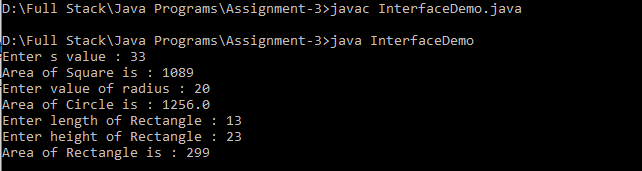 D:\Full Stack\Java Programs\Assignment-3>javac InterfaceDemo.java
D:\Full Stack\Java Programs\Assignment-3>java InterfaceDemo
Enter s value : 33
Area of Square is : 1089
Enter value of radius : 20
Area of Circle is : 1256.0
Enter length of Rectangle : 13
Enter height of Rectangle : 23
Area of Rectangle is : 299